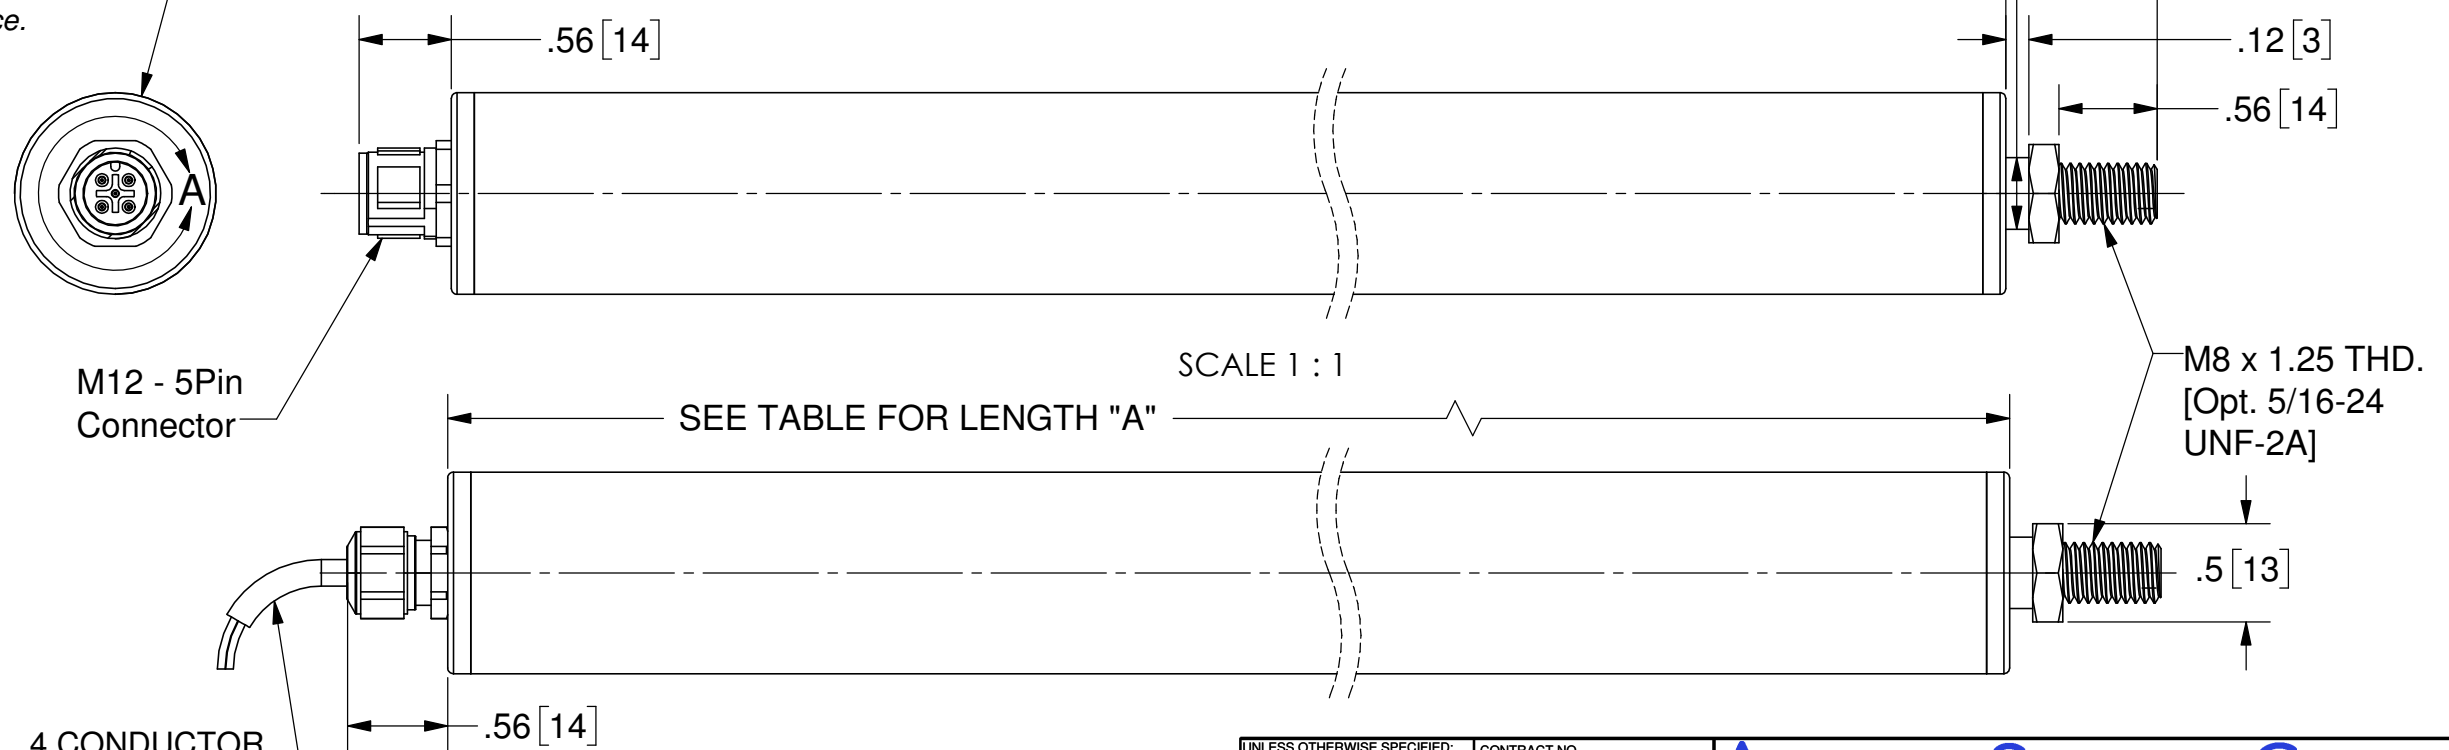 ce.
.56[14]
.12[3]
.56[14]
A
SCALE 1 : 1
M12 - 5Pin
Connector
SEE TABLE FOR LENGTH "A"
M8 x 1.25 THD.
[Opt. 5/16-24
UNF-2A]
.5[13]
.56[14]
4 CONDUCTOR
UNLESS OTHERWISE SPECIFIED:
CONTRACT NO.